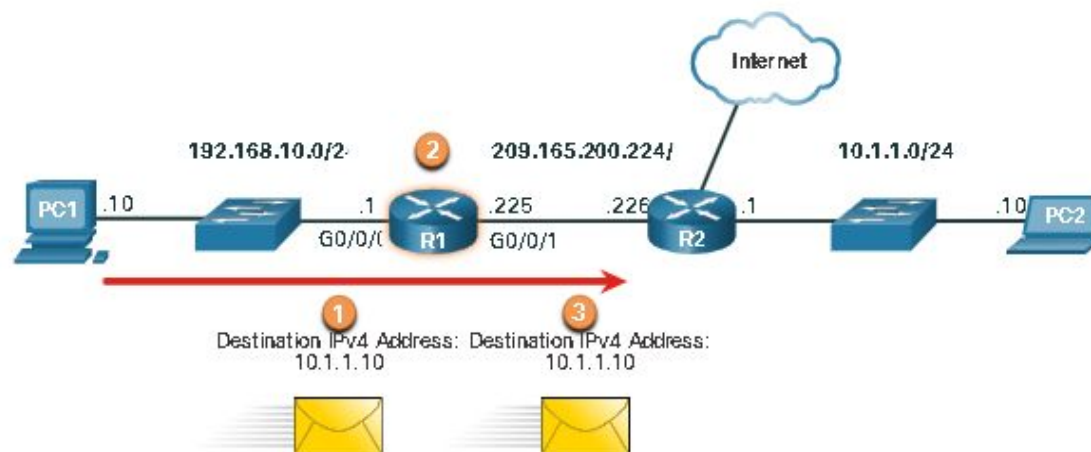 Internet
192.168.10.0/2
2
209.165.200.224/
10.1.1.0/24
PC1
.10
.1
G0/0/0
R1
.225
G0/0/1
.226
R2
.1
.10
PC2
1
3
Destination IPv4 Address:
10.1.1.10
Destination IPv4 Address:
10.1.1.10